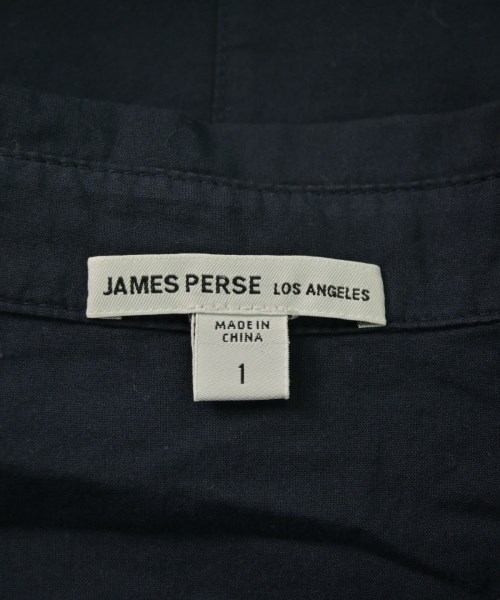 JAMES PERSE LOS ANGELES
MADE IN
CHINA
1